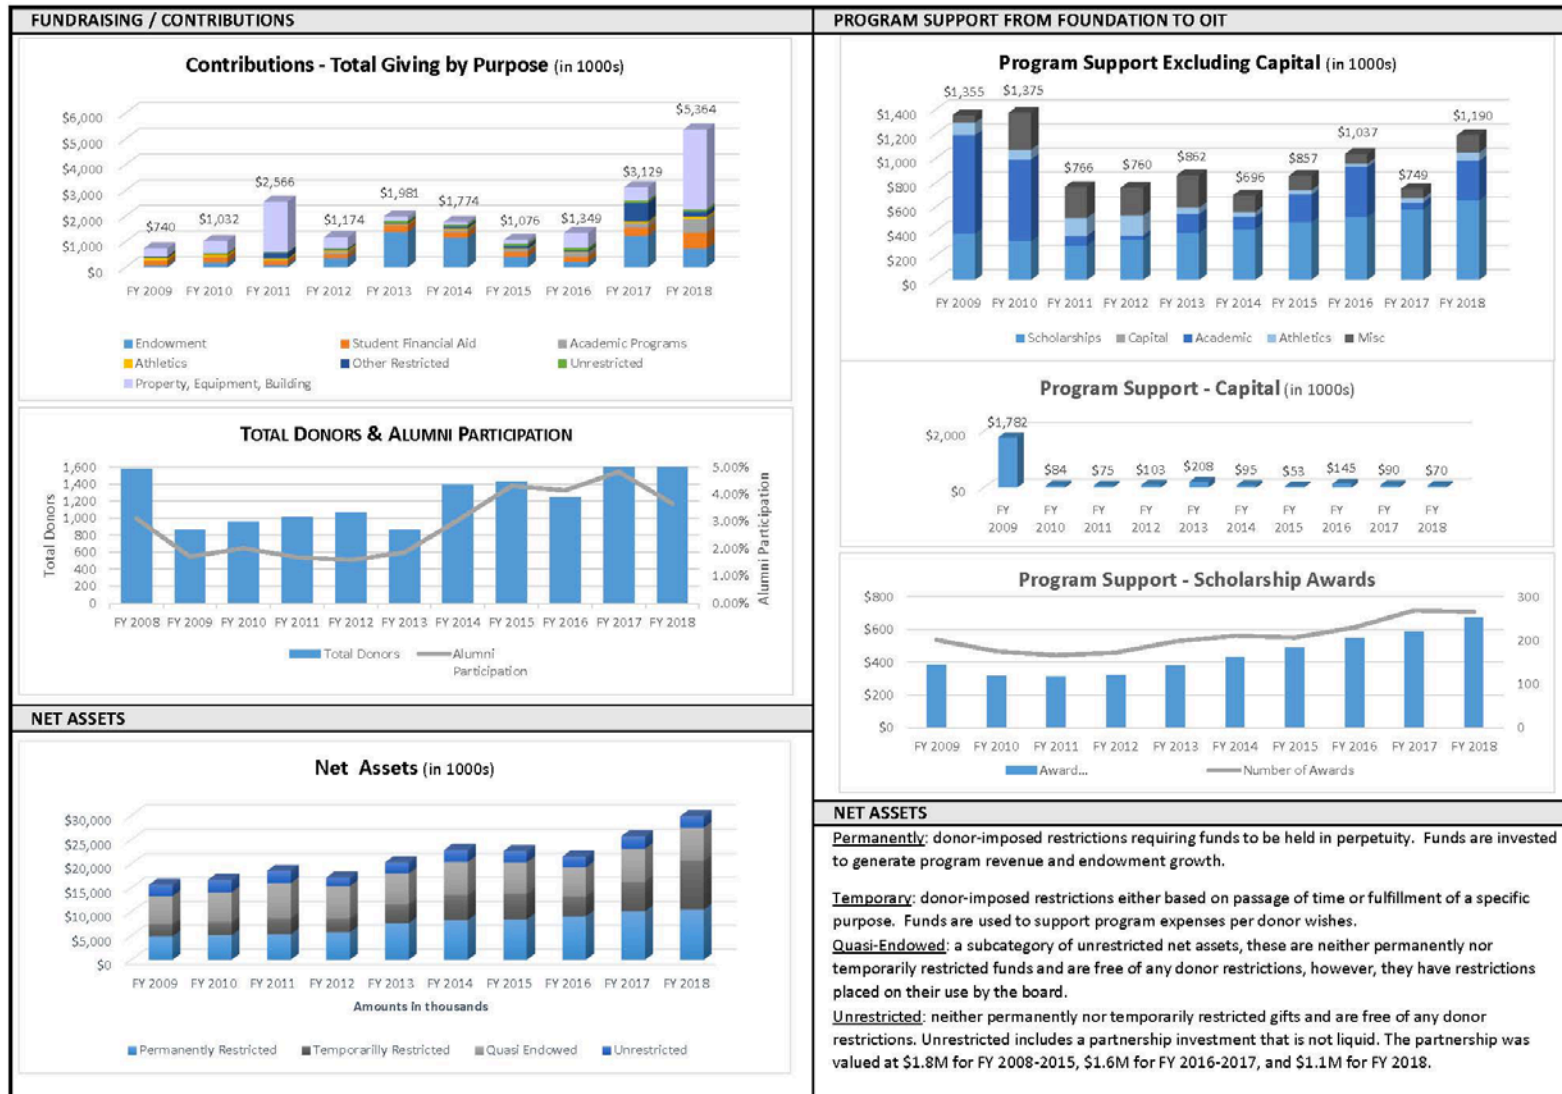 FUNDRAISING / CONTRIBUTIONS
Contributions - Total Giving by Purpose (in 1000s)
$6,000
$5,000
$4,000
$3,000
$2,000
$1,000
$0
$740
$1,032
$2,566
$1,174
$1,981
$1,774
$1,076
$1,349
$3,129
$5,364
FY 2009 FY 2010 FY 2011 FY 2012 FY 2013 FY 2014 FY 2015 FY 2016 FY 2017 FY 2018
Endowment Student Financial Aid Academic Programs
Athletics Other Restricted Unrestricted
Property, Equipment, Building
TOTAL DONORS & ALUMNI PARTICIPATION
Total Donors
1,600
1,400
1,200
1,000
800
600
400
200
0
5.00%
4.00%
3.00%
2.00%
1.00%
0.00%
Alumni Participation
FY 2008 FY 2009 FY 2010 FY 2011 FY 2012 FY 2013 FY 2014 FY 2015 FY 2016 FY 2017 FY 2018
Total Donors Alumni
Participation
NET ASSETS
Net Assets (in 1000s)
$30,000
$25,000
$20,000
$15,000
$10,000
$5,000
$0
FY 2009 FY 2010 FY 2011 FY 2012 FY 2013 FY 2014 FY 2015 FY 2016 FY 2017 FY 2018
Amounts in thousands
Permanently Restricted Temporarilly Restricted Quasi Endowed Unrestricted
PROGRAM SUPPORT FROM FOUNDATION TO OIT
Program Support Excluding Capital (in 1000s)
$1,400
$1,200
$1,000
$800
$600
$400
$200
$0
$1,355
$1,375
$766
$760
$862
$696
$857
$1,037
$749
$1,190
FY 2009 FY 2010 FY 2011 FY 2012 FY 2013 FY 2014 FY 2015 FY 2016 FY 2017 FY 2018
Scholarships Capital Academic Athletics Misc
Program Support - Capital (in 1000s)
$2,000
$0
$1,782
$84
$75
$103
$208
$95
$53
$145
$90
$70
FY FY FY FY FY FY FY FY FY FY
2009 2010 2011 2012 2013 2014 2015 2016 2017 2018
Program Support - Scholarship Awards
$800
$600
$400
$200
$0
300
200
100
0
FY 2009 FY 2010 FY 2011 FY 2012 FY 2013 FY 2014 FY 2015 FY 2016 FY 2017 FY 2018
Award... Number of Awards
NET ASSETS
Permanently: donor-imposed restrictions requiring funds to be held in perpetuity. Funds are invested
to generate program revenue and endowment growth.
Temporary: donor-imposed restrictions either based on passage of time or fulfillment of a specific
purpose. Funds are used to support program expenses per donor wishes.
Quasi-Endowed: a subcategory of unrestricted net assets, these are neither permanently nor
temporarily restricted funds and are free of any donor restrictions, however, they have restrictions
placed on their use by the board.
Unrestricted: neither permanently nor temporarily restricted gifts and are free of any donor
restrictions. Unrestricted includes a partnership investment that is not liquid. The partnership was
valued at $1.8M for FY 2008-2015, $1.6M for FY 2016-2017, and $1.1M for FY 2018.